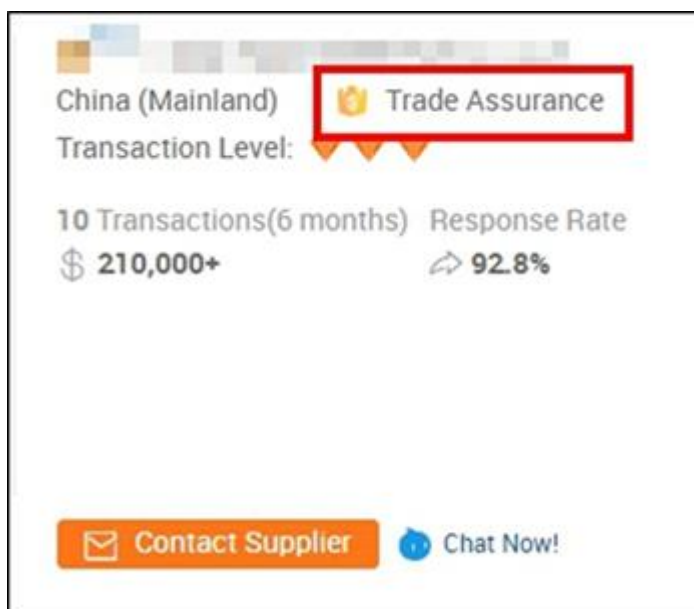 China (Mainland) Trade Assurance
Transaction Level:
10 Transactions(6 months) Response Rate
$ 210,000+ 92.8%
Contact Supplier Chat Now!